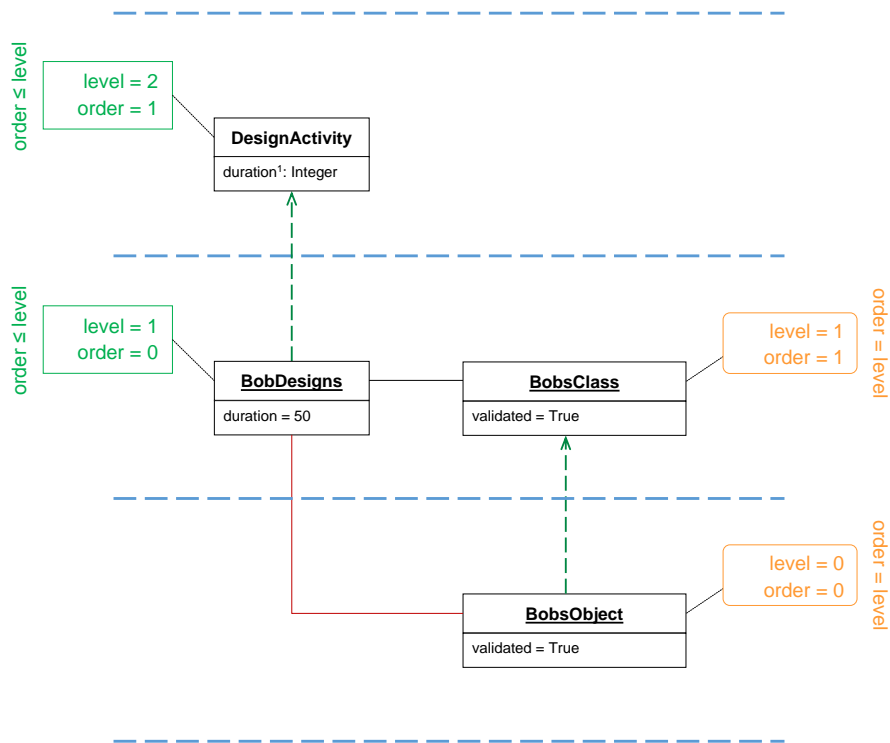 order ≤ level
level = 2
order = 1
DesignActivity
duration¹: Integer
order ≤ level
level = 1
order = 0
BobDesigns
duration = 50
BobsClass
validated = True
level = 1
order = 1
order = level
BobsObject
validated = True
level = 0
order = 0
order = level